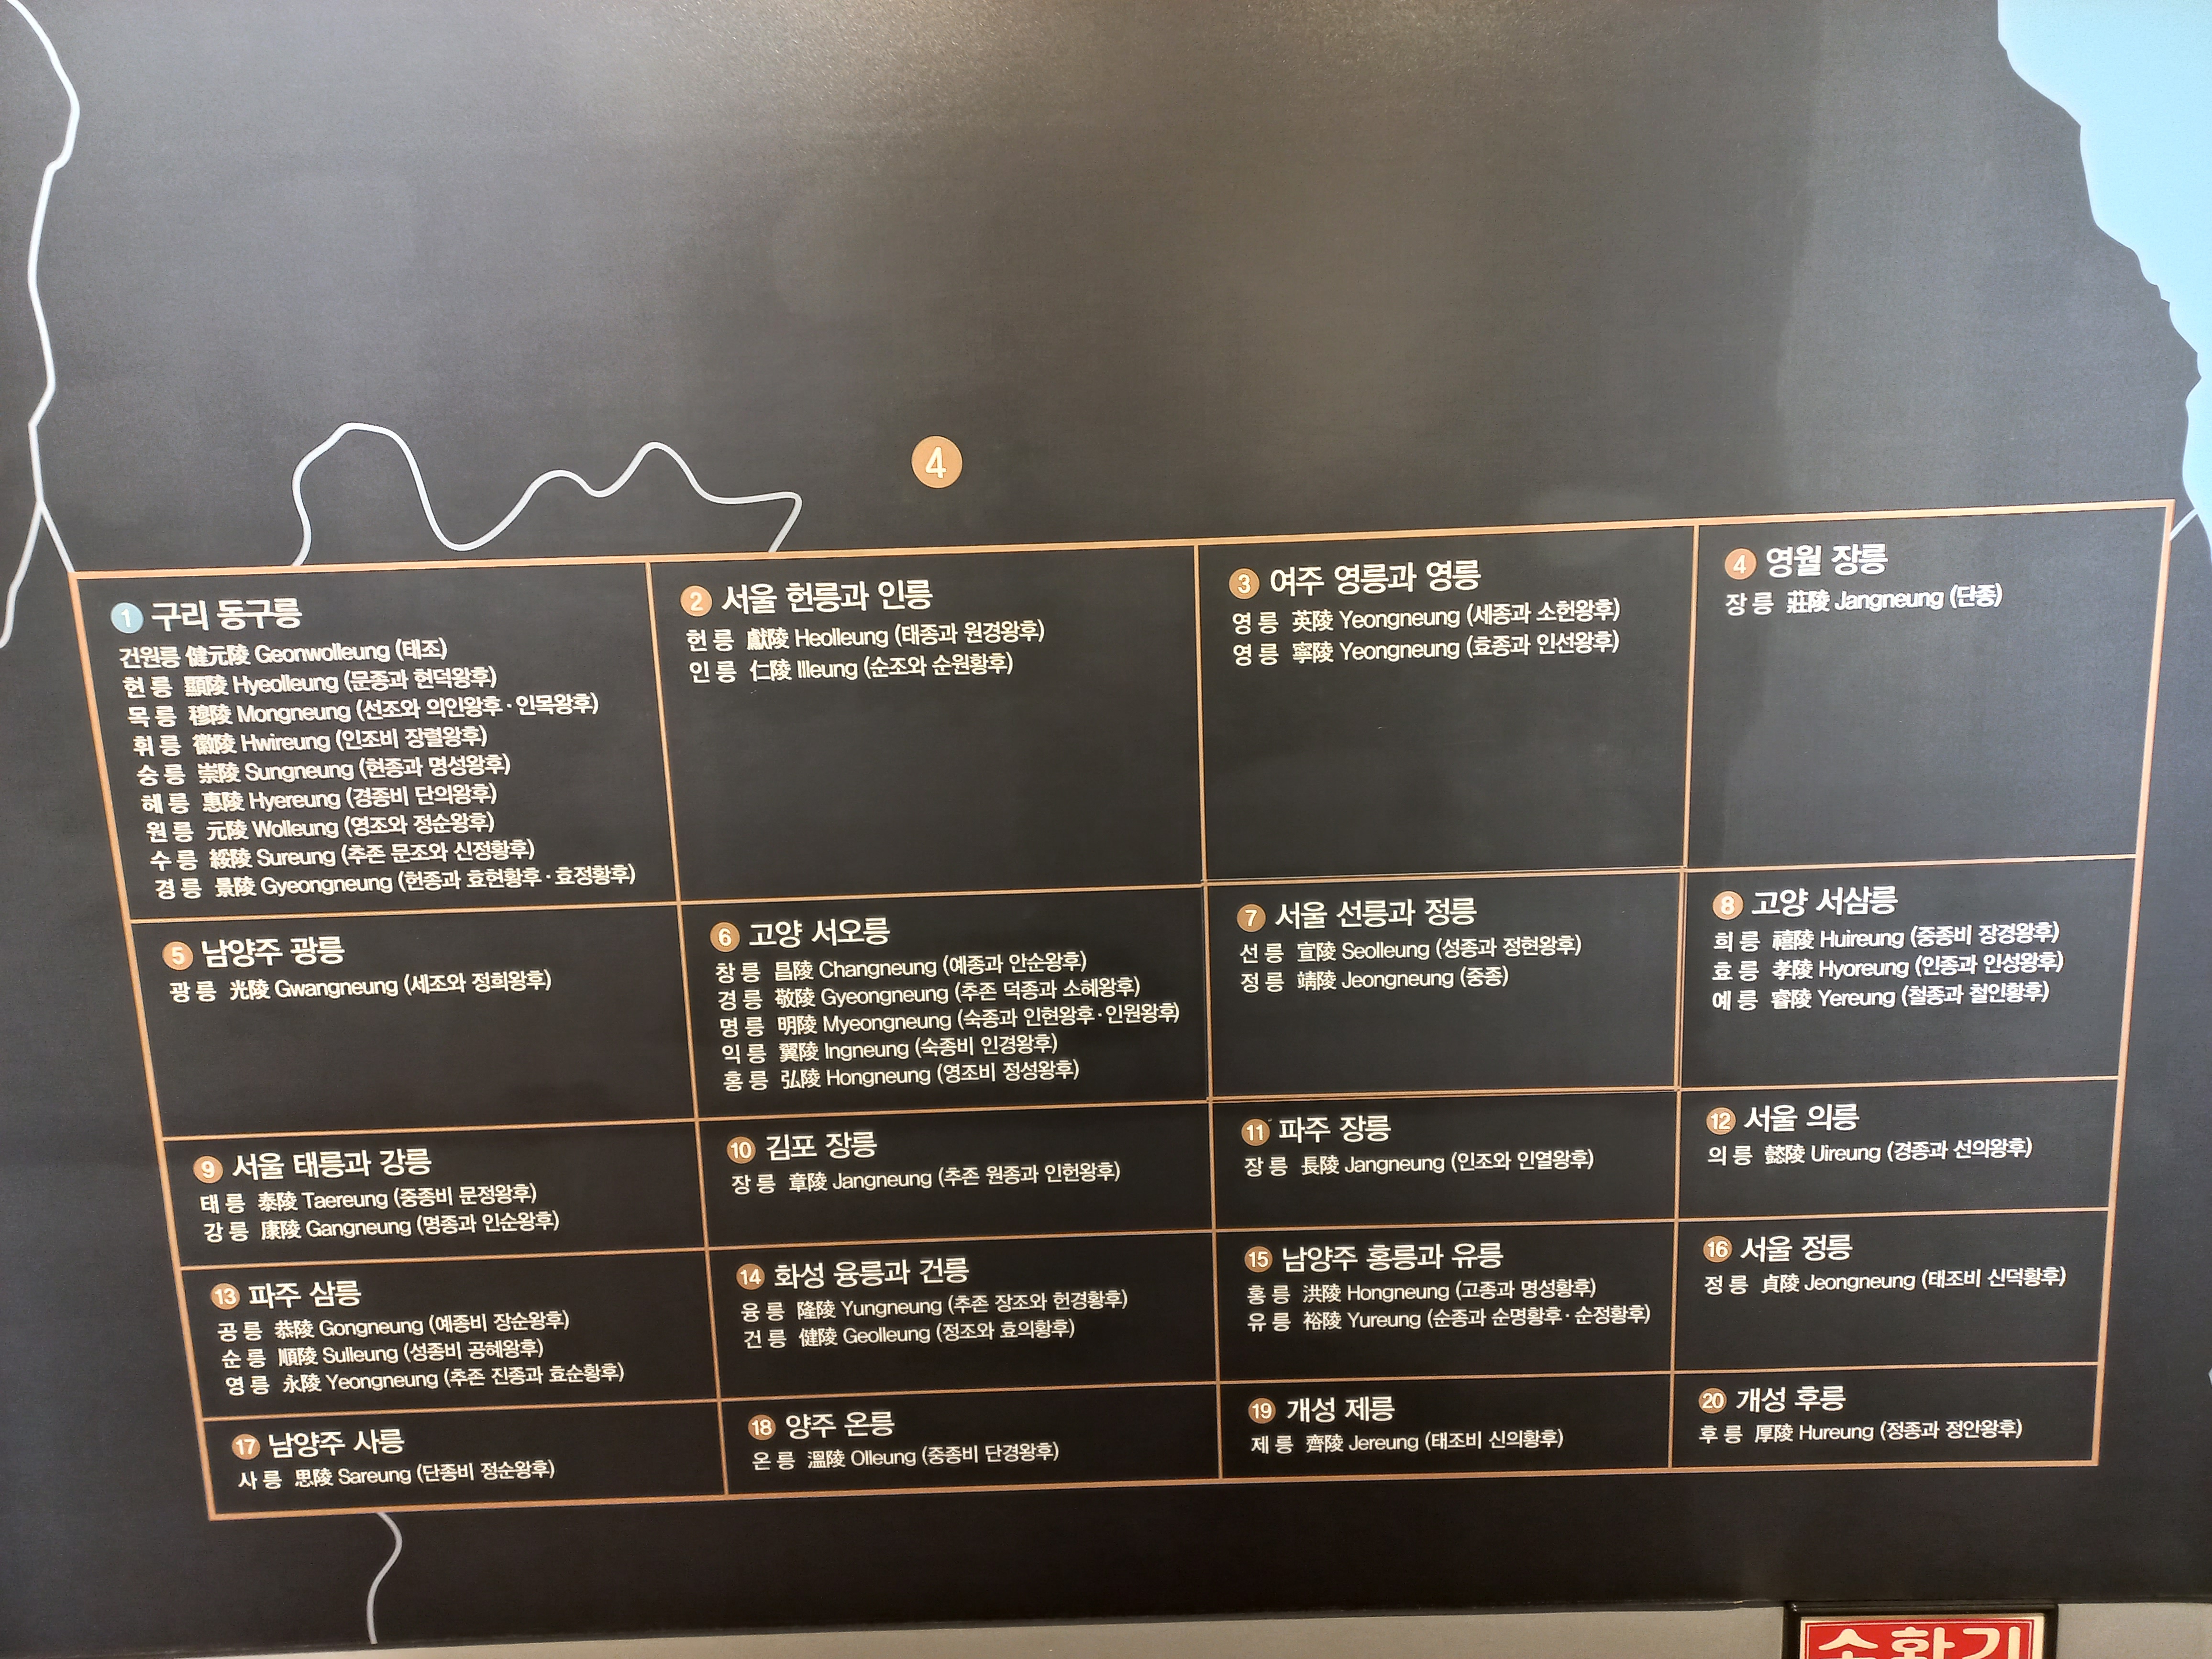 4
1 구리 동구릉
건원릉 健元陵 Geonwolleung (태조)
현 릉 顯陵 Hyeolleung (문종과 현덕왕후)
목 릉 穆陵 Mongneung (선조와 의인왕후·인목왕후)
휘 릉 徽陵 Hwireung (인조비 장렬왕후)
숭 릉 崇陵 Sungneung (현종과 명성왕후)
혜 릉 惠陵 Hyereung (경종비 단의왕후)
원 릉 元陵 Wolleung (영조와 정순왕후)
수 릉 綏陵 Sureung (추존 문조와 신정황후)
경 릉 景陵 Gyeongneung (헌종과 효현황후·효정황후)
2 서울 헌릉과 인릉
헌 릉 獻陵 Heolleung (태종과 원경왕후)
인 릉 仁陵 Illeung (순조와 순원황후)
3 여주 영릉과 영릉
영 릉 英陵 Yeongneung (세종과 소헌왕후)
영 릉 寧陵 Yeongneung (효종과 인선왕후)
4 영월 장릉
장 릉 莊陵 Jangneung (단종)
5 남양주 광릉
광 릉 光陵 Gwangneung (세조와 정희왕후)
6 고양 서오릉
창 릉 昌陵 Changneung (예종과 안순왕후)
경 릉 敬陵 Gyeongneung (추존 덕종과 소혜왕후)
명 릉 明陵 Myeongneung (숙종과 인현왕후·인원왕후)
익 릉 翼陵 Ingneung (숙종비 인경왕후)
홍 릉 弘陵 Hongneung (영조비 정성왕후)
7 서울 선릉과 정릉
선 릉 宣陵 Seolleung (성종과 정현왕후)
정 릉 靖陵 Jeongneung (중종)
8 고양 서삼릉
희 릉 禧陵 Huireung (중종비 장경왕후)
효 릉 孝陵 Hyoreung (인종과 인성왕후)
예 릉 睿陵 Yereung (철종과 철인황후)
9 서울 태릉과 강릉
태 릉 泰陵 Taereung (중종비 문정왕후)
강 릉 康陵 Gangneung (명종과 인순왕후)
10 김포 장릉
장 릉 章陵 Jangneung (추존 원종과 인헌왕후)
11 파주 장릉
장 릉 長陵 Jangneung (인조와 인열왕후)
12 서울 의릉
의 릉 懿陵 Uireung (경종과 선의왕후)
13 파주 삼릉
공 릉 恭陵 Gongneung (예종비 장순왕후)
순 릉 順陵 Sulleung (성종비 공혜왕후)
영 릉 永陵 Yeongneung (추존 진종과 효순황후)
14 화성 융릉과 건릉
융 릉 隆陵 Yungneung (추존 장조와 헌경황후)
건 릉 健陵 Geolleung (정조와 효의황후)
15 남양주 홍릉과 유릉
홍 릉 洪陵 Hongneung (고종과 명성황후)
유 릉 裕陵 Yureung (순종과 순명황후·순정황후)
16 서울 정릉
정 릉 貞陵 Jeongneung (태조비 신덕황후)
17 남양주 사릉
사 릉 思陵 Sareung (단종비 정순왕후)
18 양주 온릉
온 릉 溫陵 Olleung (중종비 단경왕후)
19 개성 제릉
제 릉 齊陵 Jereung (태조비 신의황후)
20 개성 후릉
후 릉 厚陵 Hureung (정종과 정안왕후)
소화기